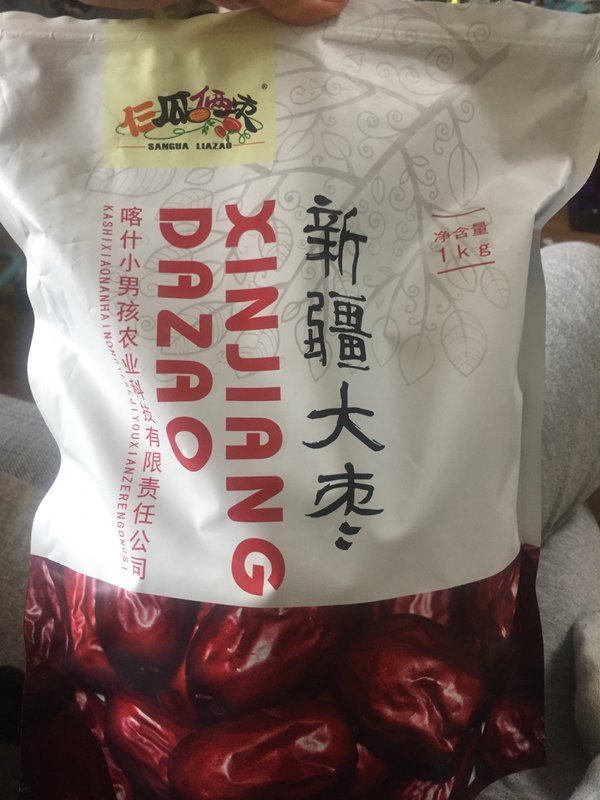 仨瓜俩枣®
SANGUA LIAZAO
净含量
1kg
新疆大枣
XINJIANG
DAZAO
喀什小男孩农业科技有限责任公司
KASHIXIAONANHAINONGYEKEJIYOUXIANZERENGONGSI